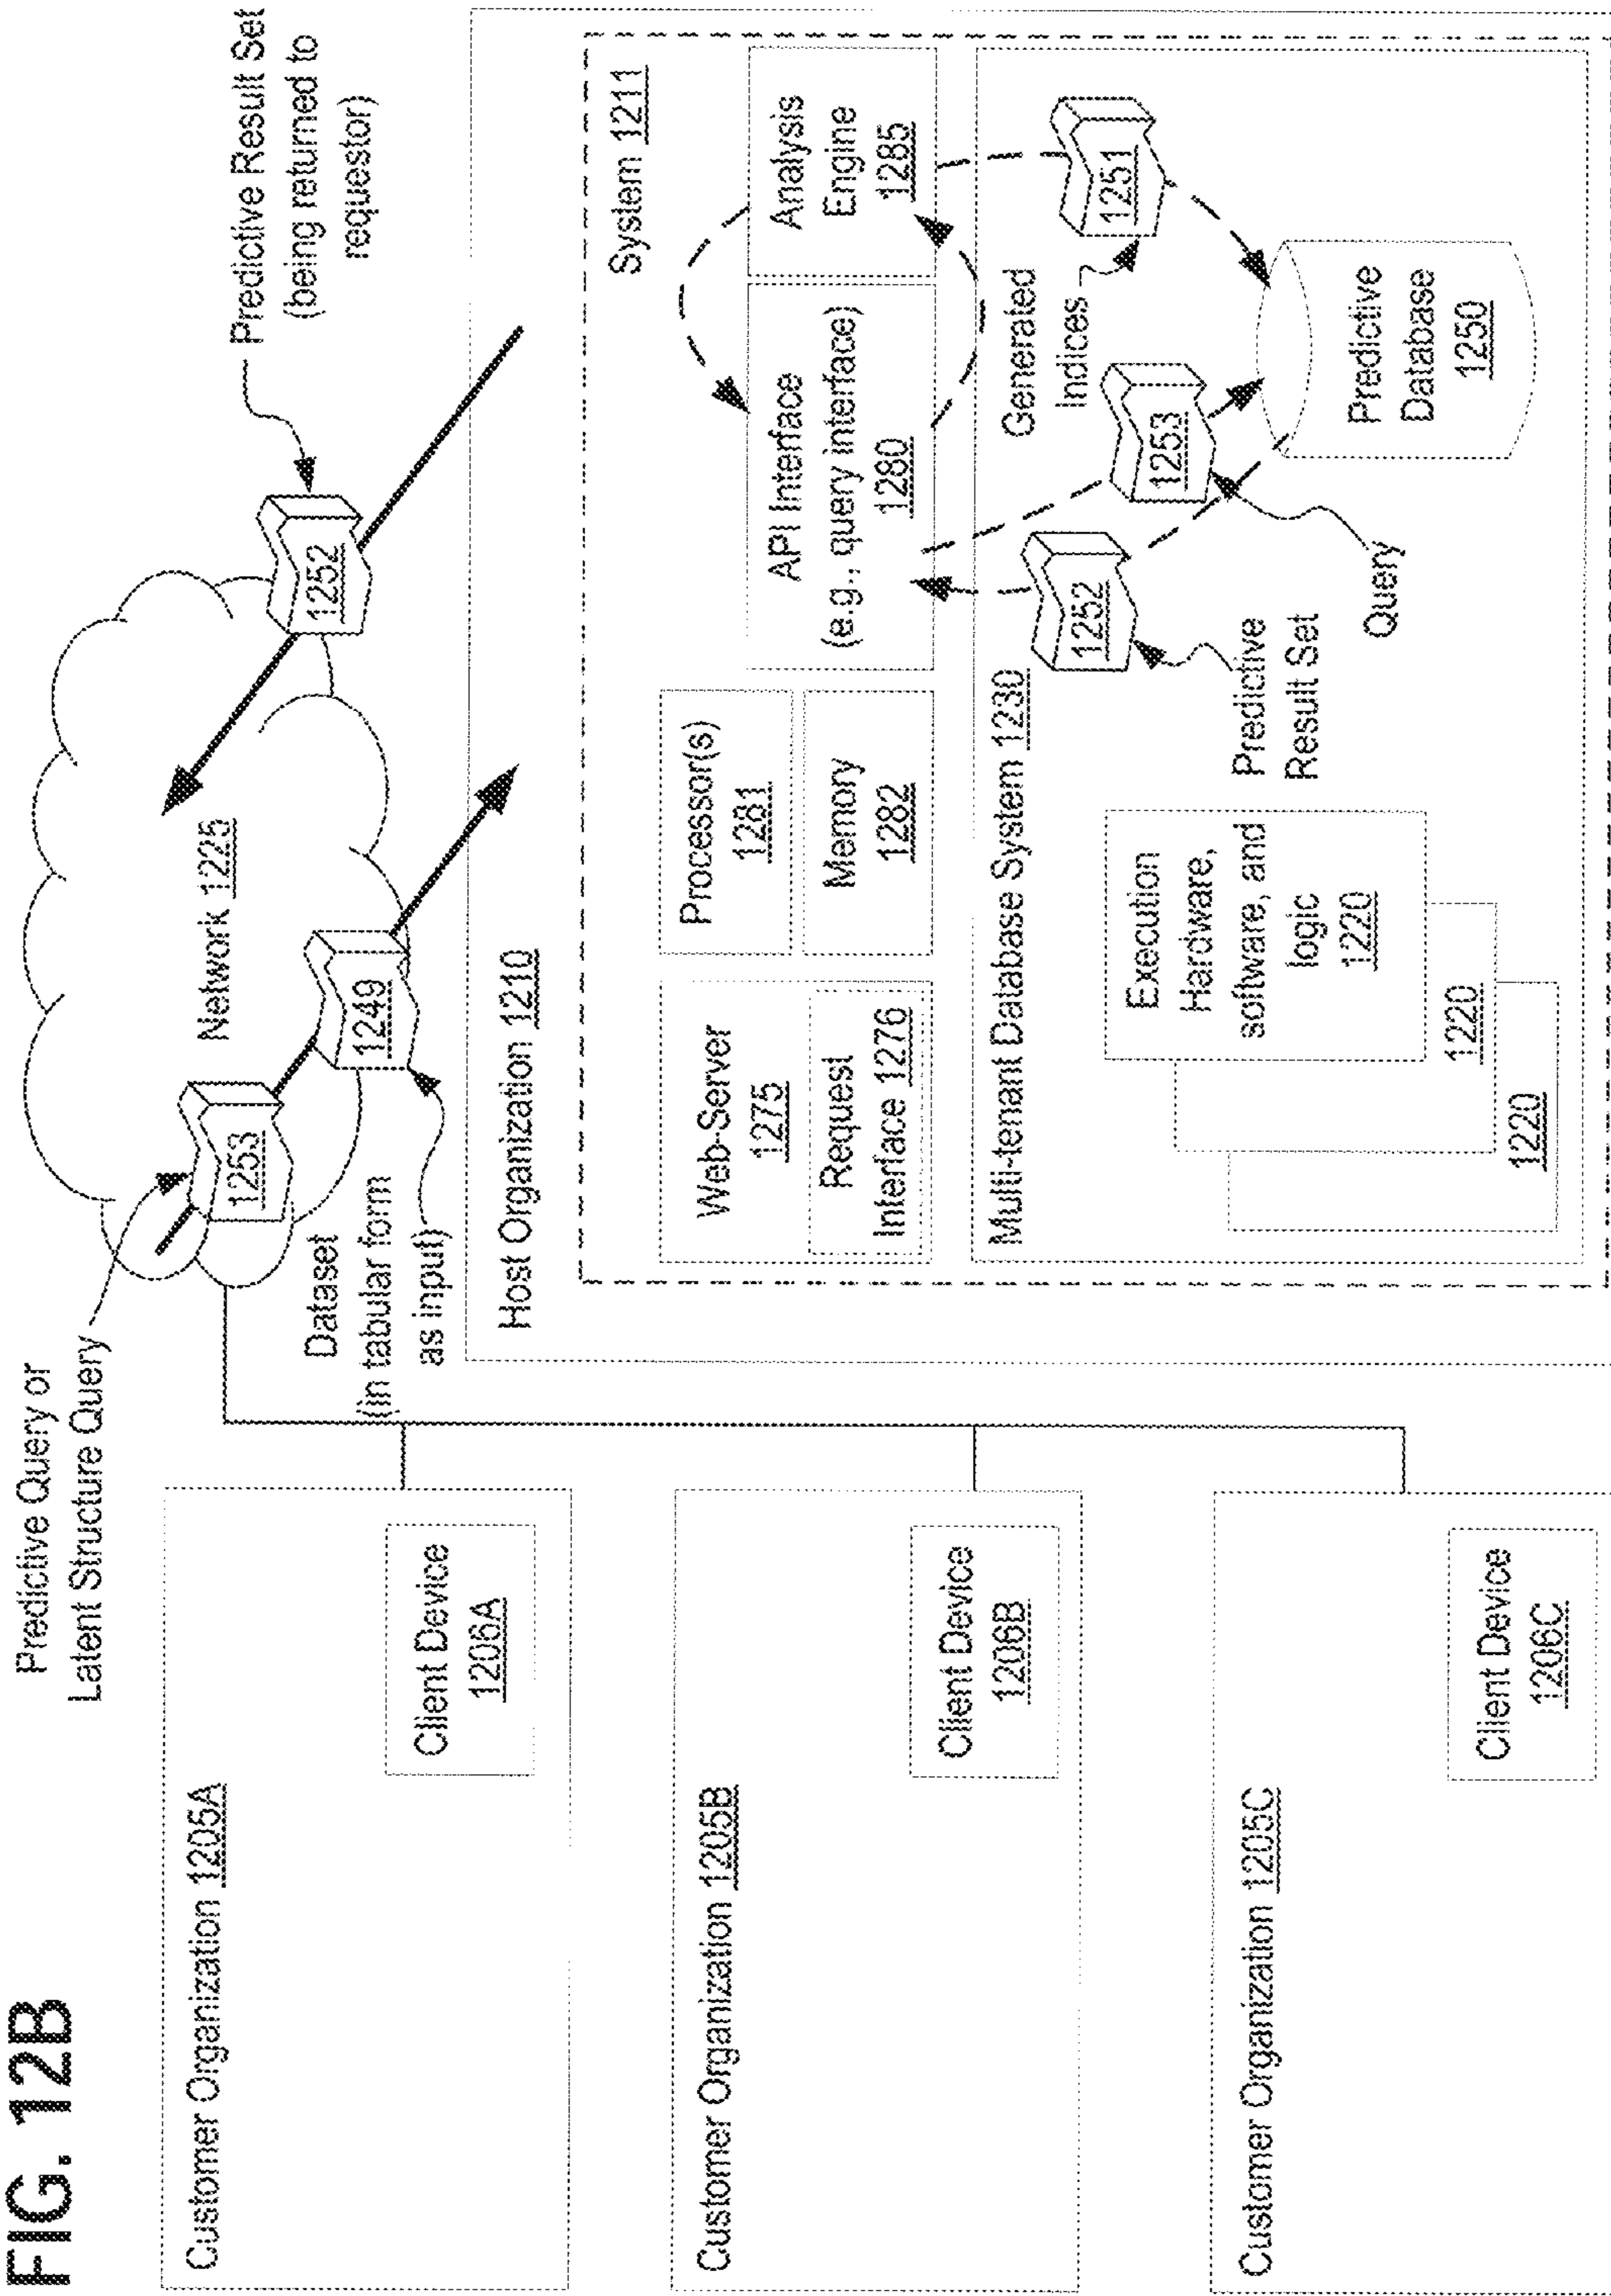 FIG. 12B
Predictive Query or
Latent Structure Query
Customer Organization 1205A
Client Device
1206A
Customer Organization 1205B
Client Device
1206B
Customer Organization 1205C
Client Device
1206C
Network 1225
1253
1249
1252
Dataset
(in tabular form
as input)
Predictive Result Set
(being returned to
requestor)
Host Organization 1210
System 1211
Web-Server
1275
Request
Interface 1276
Processor(s)
1281
Memory
1282
API Interface
(e.g., query interface)
1280
Analysis
Engine
1285
Multi-tenant Database System 1230
Execution
Hardware,
software, and
logic
1220
1220
1220
1252
Predictive
Result Set
1253
Query
Generated
Indices
1251
Predictive
Database
1250